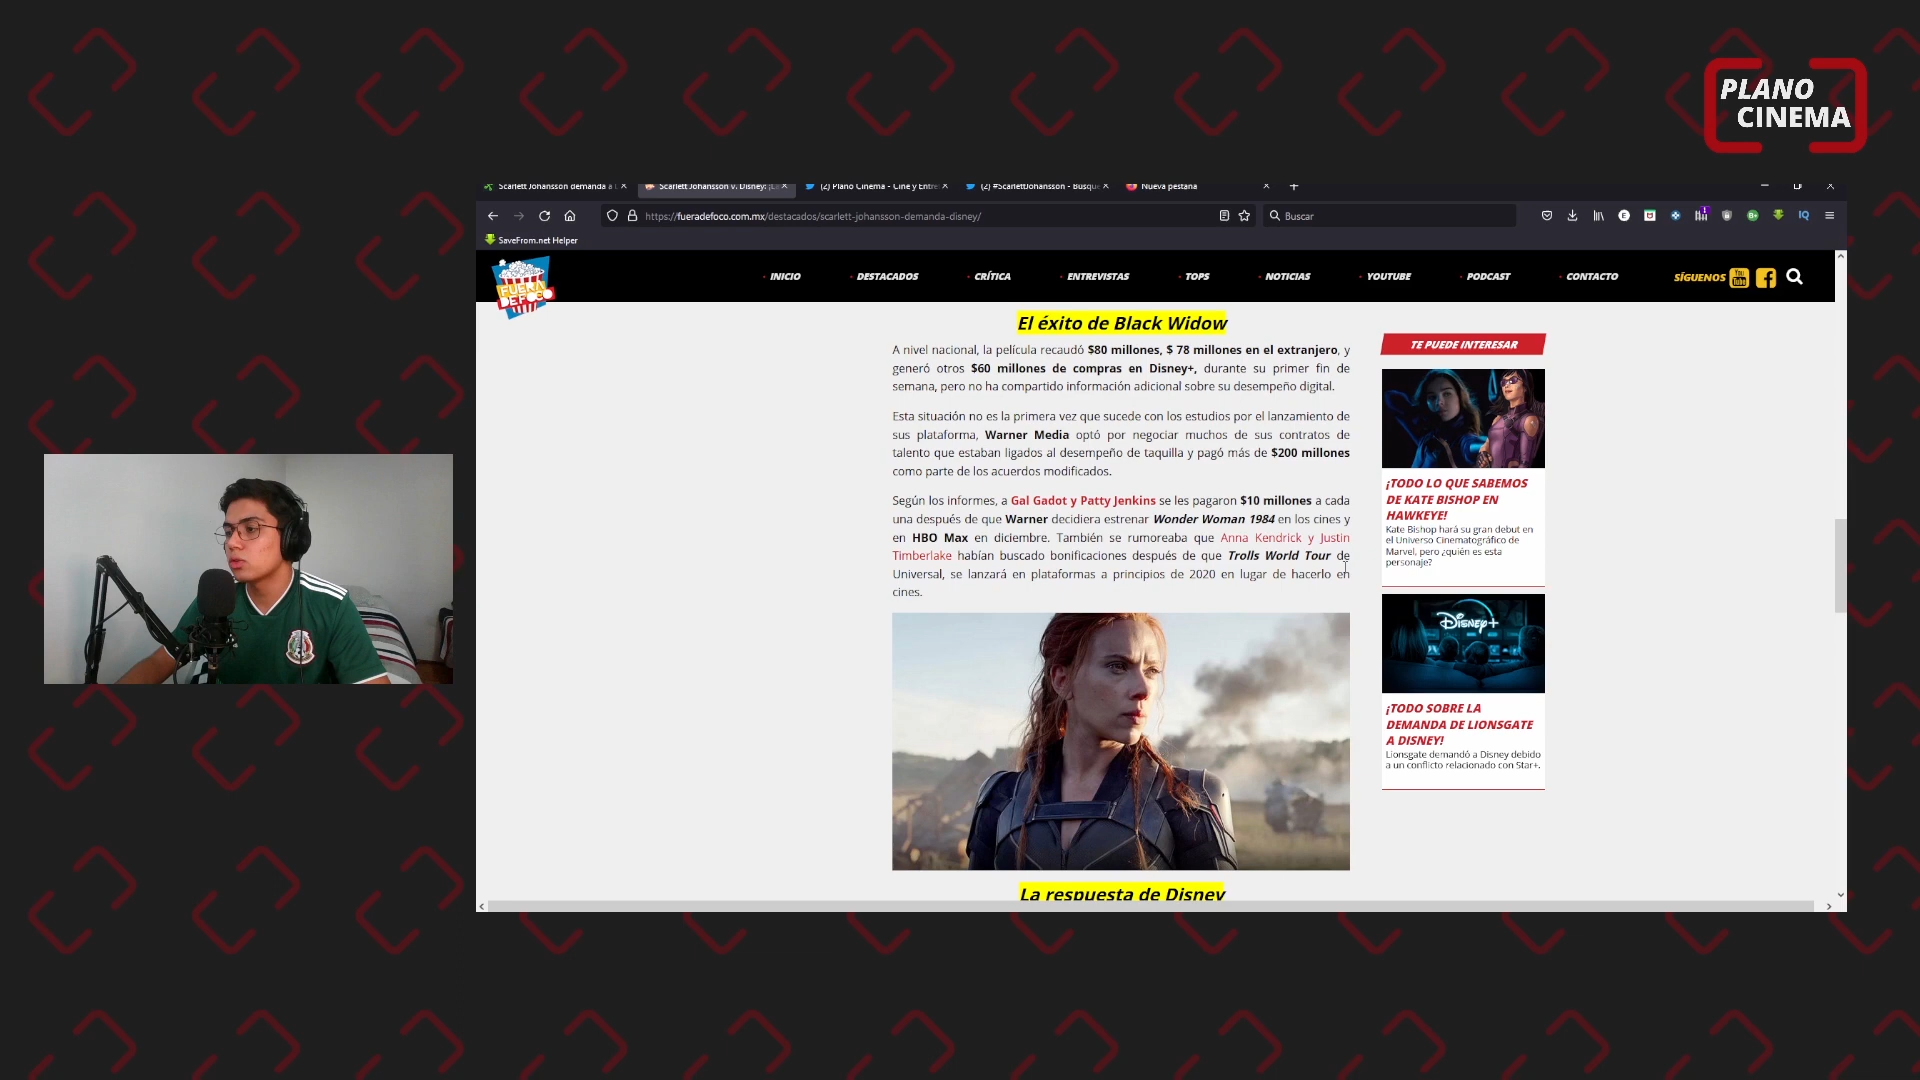 PLANO
CINEMA
Scarlett Johansson demanda a
Scarlett Johansson v. Disney: ¡La
(2) Plano Cinema - Cine y Entre
(2) #ScarlettJohansson - Búsque
Nueva pestaña
https://fueradefoco.com.mx/destacados/scarlett-johansson-demanda-disney/
Buscar
SaveFrom.net Helper
FUERA
DE FOCO
INICIO
DESTACADOS
CRÍTICA
ENTREVISTAS
TOPS
NOTICIAS
YOUTUBE
PODCAST
CONTACTO
SÍGUENOS
You
Tube
El éxito de Black Widow
A nivel nacional, la película recaudó $80 millones, $ 78 millones en el extranjero, y
generó otros $60 millones de compras en Disney+, durante su primer fin de
semana, pero no ha compartido información adicional sobre su desempeño digital.
Esta situación no es la primera vez que sucede con los estudios por el lanzamiento de
sus plataforma, Warner Media optó por negociar muchos de sus contratos de
talento que estaban ligados al desempeño de taquilla y pagó más de $200 millones
como parte de los acuerdos modificados.
Según los informes, a Gal Gadot y Patty Jenkins se les pagaron $10 millones a cada
una después de que Warner decidiera estrenar Wonder Woman 1984 en los cines y
en HBO Max en diciembre. También se rumoreaba que Anna Kendrick y Justin
Timberlake habían buscado bonificaciones después de que Trolls World Tour de
Universal, se lanzará en plataformas a principios de 2020 en lugar de hacerlo en
cines.
La respuesta de Disney
TE PUEDE INTERESAR
¡TODO LO QUE SABEMOS
DE KATE BISHOP EN
HAWKEYE!
Kate Bishop hará su gran debut en
el Universo Cinematográfico de
Marvel, pero ¿quién es esta
personaje?
Disney+
¡TODO SOBRE LA
DEMANDA DE LIONSGATE
A DISNEY!
Lionsgate demandó a Disney debido
a un conflicto relacionado con Star+.